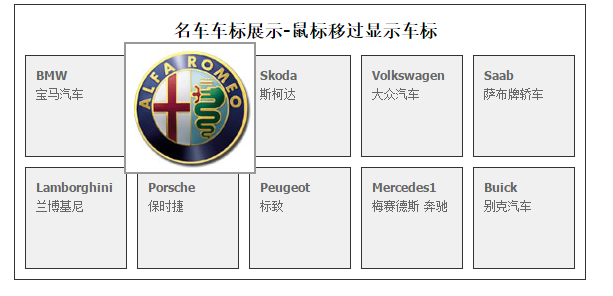 名车车标展示-鼠标移过显示车标
BMW
宝马汽车
ALFA ROMEO
Skoda
斯柯达
Volkswagen
大众汽车
Saab
萨布牌轿车
Lamborghini
兰博基尼
Porsche
保时捷
Peugeot
标致
Mercedes1
梅赛德斯 奔驰
Buick
别克汽车